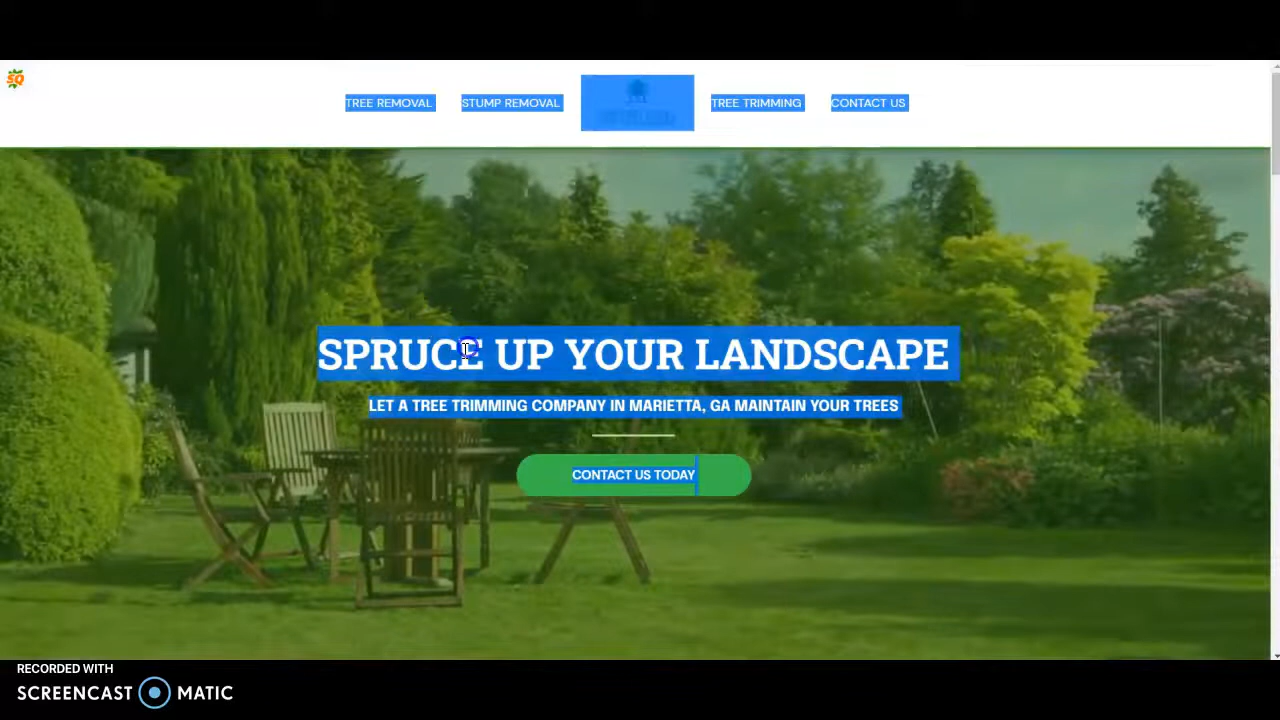 SQ
TREE REMOVAL
STUMP REMOVAL
TREE TRIMMING
CONTACT US
SPRUCE UP YOUR LANDSCAPE
LET A TREE TRIMMING COMPANY IN MARIETTA, GA MAINTAIN YOUR TREES
CONTACT US TODAY
RECORDED WITH
SCREENCAST MATIC